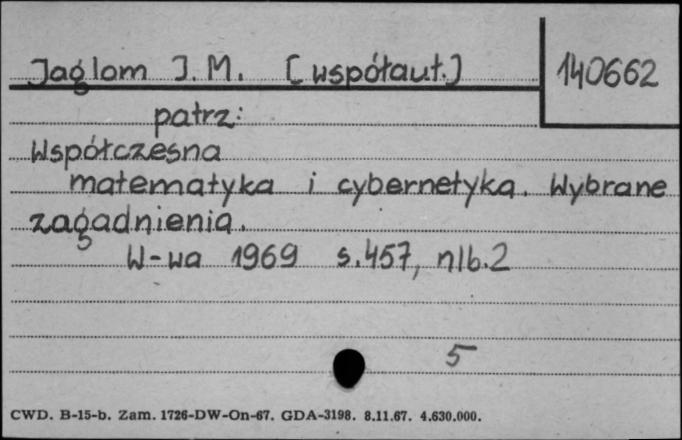 Jaglom J.M. [współaut.]
140662
patrz:
Współczesna
matematyka i cybernetyka. Wybrane
zagadnienia.
W-wa 1969 s.457, nlb.2
5
CWD. B-15-b. Zam. 1726-DW-On-67. GDA-3198. 8.11.67. 4.630.000.